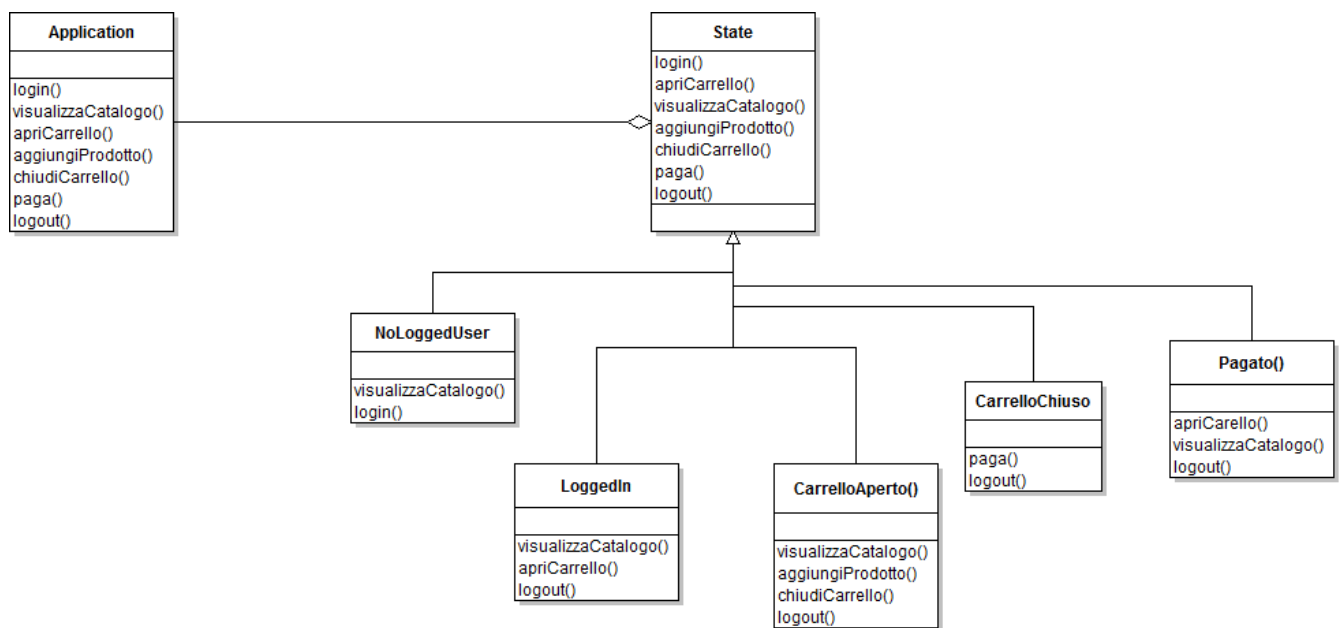 Application
login()
visualizzaCatalogo()
apriCarrello()
aggiungiProdotto()
chiudiCarrello()
paga()
logout()
State
login()
apriCarrello()
visualizzaCatalogo()
aggiungiProdotto()
chiudiCarrello()
paga()
logout()
NoLoggedUser
visualizzaCatalogo()
login()
LoggedIn
visualizzaCatalogo()
apriCarrello()
logout()
CarrelloAperto()
visualizzaCatalogo()
aggiungiProdotto()
chiudiCarrello()
logout()
CarrelloChiuso
paga()
logout()
Pagato()
apriCarello()
visualizzaCatalogo()
logout()